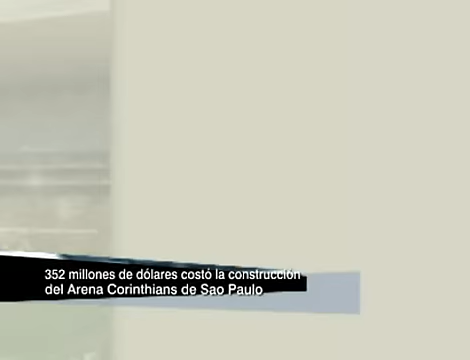 352 millones de dólares costó la construcción
del Arena Corinthians de Sao Paulo